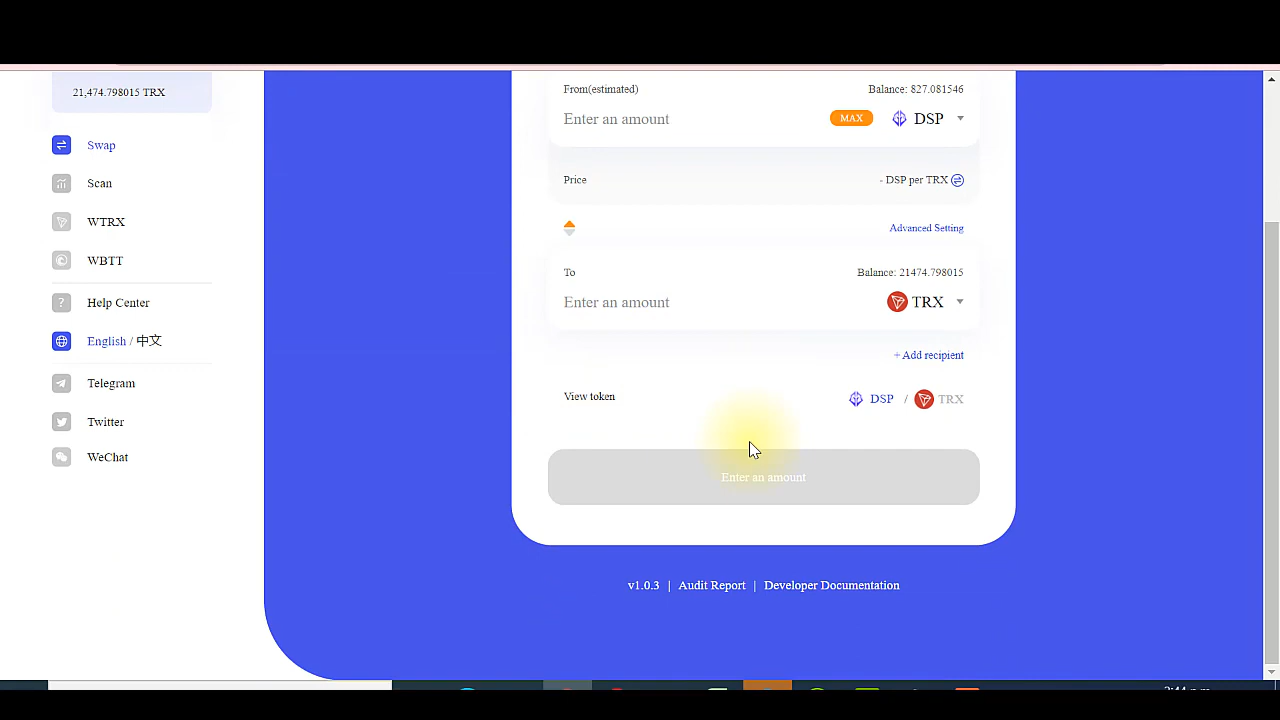 21,474.798015 TRX
Swap
Scan
WTRX
WBTT
Help Center
English / 中文
Telegram
Twitter
WeChat
From(estimated) Balance: 827.081546
Enter an amount MAX DSP
Price - DSP per TRX
Advanced Setting
To Balance: 21474.798015
Enter an amount TRX
+ Add recipient
View token DSP / TRX
Enter an amount
v1.0.3 | Audit Report | Developer Documentation